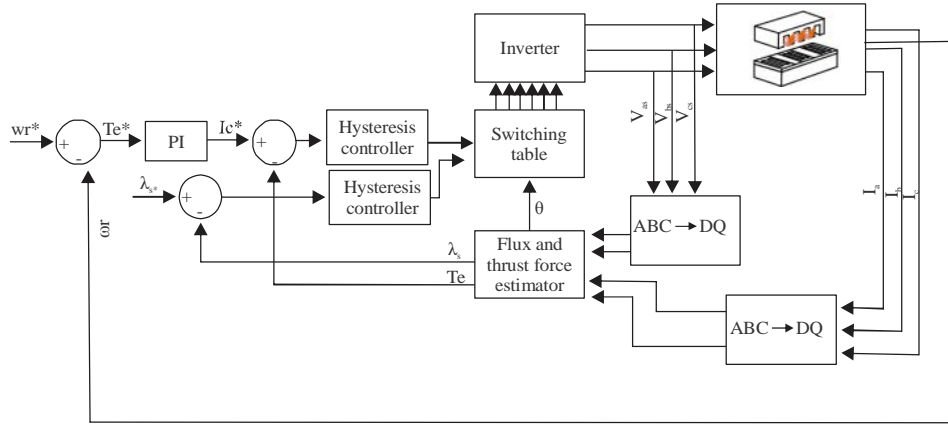 Inverter
wr*
+
-
Te*
PI
Ic*
+
-
Hysteresis
controller
Switching
table
λs*
+
-
Hysteresis
controller
θ
Vas
Vbs
Vcs
Ia
Ib
Ic
ωr
λs
Te
Flux and
thrust force
estimator
ABC → DQ
ABC → DQ